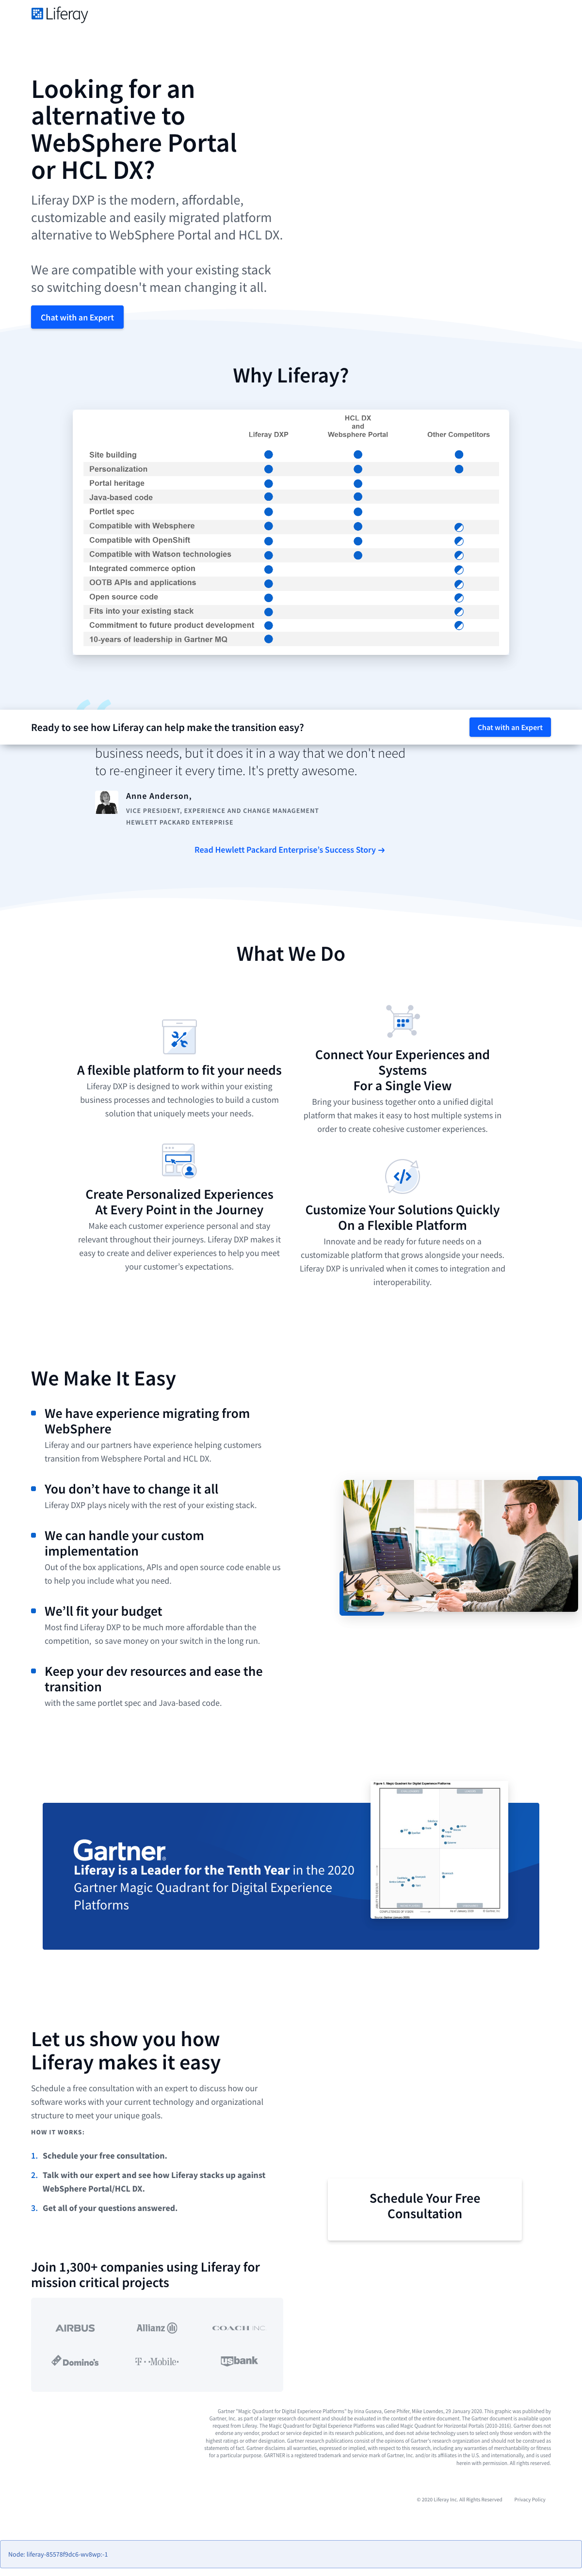 Liferay
Looking for an
alternative to
WebSphere Portal
or HCL DX?
Liferay DXP is the modern, affordable,
customizable and easily migrated platform
alternative to WebSphere Portal and HCL DX.
We are compatible with your existing stack
so switching doesn't mean changing it all.
Chat with an Expert
Why Liferay?
HCL DX
and
Liferay DXP Websphere Portal Other Competitors
Site building
Personalization
Portal heritage
Java-based code
Portlet spec
Compatible with Websphere
Compatible with OpenShift
Compatible with Watson technologies
Integrated commerce option
OOTB APIs and applications
Open source code
Fits into your existing stack
Commitment to future product development
10-years of leadership in Gartner MQ
Ready to see how Liferay can help make the transition easy? Chat with an Expert
business needs, but it does it in a way that we don't need
to re-engineer it every time. It's pretty awesome.
Anne Anderson,
VICE PRESIDENT, EXPERIENCE AND CHANGE MANAGEMENT
HEWLETT PACKARD ENTERPRISE
Read Hewlett Packard Enterprise's Success Story →
What We Do
A flexible platform to fit your needs
Liferay DXP is designed to work within your existing
business processes and technologies to build a custom
solution that uniquely meets your needs.
Connect Your Experiences and
Systems
For a Single View
Bring your business together onto a unified digital
platform that makes it easy to host multiple systems in
order to create cohesive customer experiences.
Create Personalized Experiences
At Every Point in the Journey
Make each customer experience personal and stay
relevant throughout their journeys. Liferay DXP makes it
easy to create and deliver experiences to help you meet
your customer's expectations.
Customize Your Solutions Quickly
On a Flexible Platform
Innovate and be ready for future needs on a
customizable platform that grows alongside your needs.
Liferay DXP is unrivaled when it comes to integration and
interoperability.
We Make It Easy
We have experience migrating from
WebSphere
Liferay and our partners have experience helping customers
transition from Websphere Portal and HCL DX.
You don't have to change it all
Liferay DXP plays nicely with the rest of your existing stack.
We can handle your custom
implementation
Out of the box applications, APIs and open source code enable us
to help you include what you need.
We'll fit your budget
Most find Liferay DXP to be much more affordable than the
competition, so save money on your switch in the long run.
Keep your dev resources and ease the
transition
with the same portlet spec and Java-based code.
Gartner
Liferay is a Leader for the Tenth Year in the 2020
Gartner Magic Quadrant for Digital Experience
Platforms
Figure 1. Magic Quadrant for Digital Experience Platforms
Let us show you how
Liferay makes it easy
Schedule a free consultation with an expert to discuss how our
software works with your current technology and organizational
structure to meet your unique goals.
HOW IT WORKS:
1. Schedule your free consultation.
2. Talk with our expert and see how Liferay stacks up against
WebSphere Portal/HCL DX.
3. Get all of your questions answered.
Schedule Your Free
Consultation
Join 1,300+ companies using Liferay for
mission critical projects
AIRBUS Allianz COACH INC
Domino's T··Mobile· usbank
Gartner "Magic Quadrant for Digital Experience Platforms" by Irina Guseva, Gene Phifer, Mike Lowndes, 29 January 2020. This graphic was published by
Gartner, Inc. as part of a larger research document and should be evaluated in the context of the entire document. The Gartner document is available upon
request from Liferay. The Magic Quadrant for Digital Experience Platforms was called Magic Quadrant for Horizontal Portals (2010-2016). Gartner does not
endorse any vendor, product or service depicted in its research publications, and does not advise technology users to select only those vendors with the
highest ratings or other designation. Gartner research publications consist of the opinions of Gartner's research organization and should not be construed as
statements of fact. Gartner disclaims all warranties, expressed or implied, with respect to this research, including any warranties of merchantability or fitness
for a particular purpose. GARTNER is a registered trademark and service mark of Gartner, Inc. and/or its affiliates in the U.S. and internationally, and is used
herein with permission. All rights reserved.
© 2020 Liferay Inc. All Rights Reserved Privacy Policy
Node: liferay-85578f9dc6-wv8wp:-1